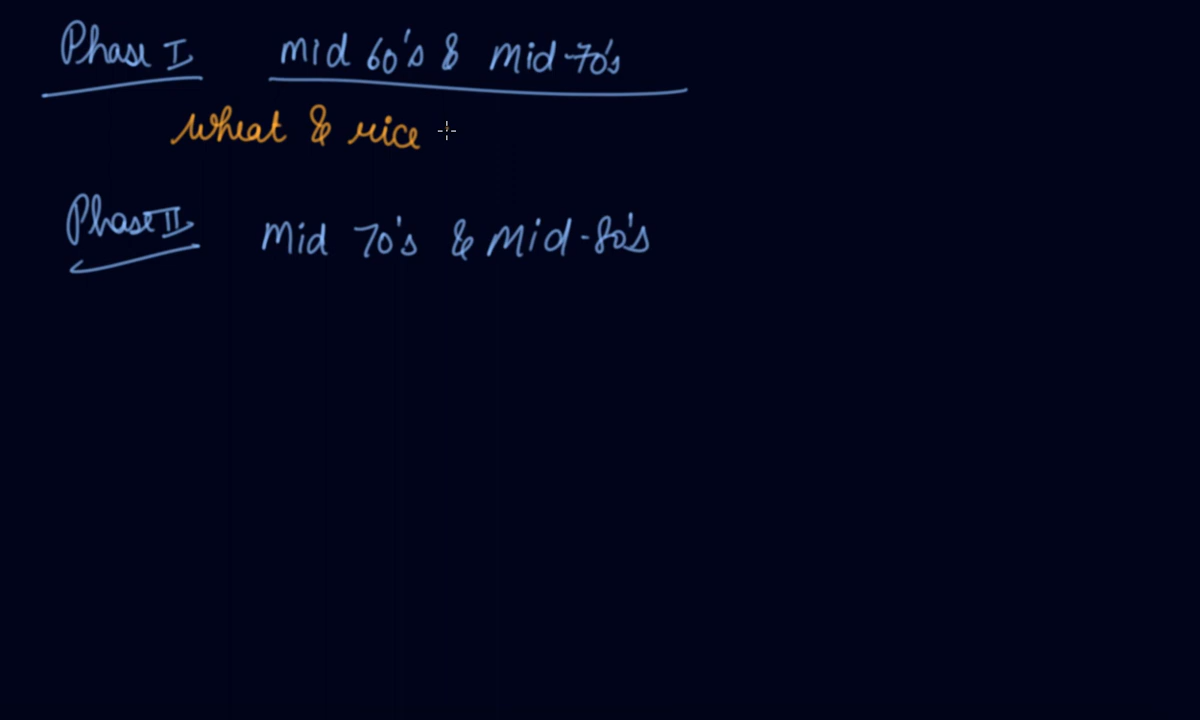 Phase I mid 60's & mid-70's
wheat & rice
Phase II Mid 70's & Mid-80's